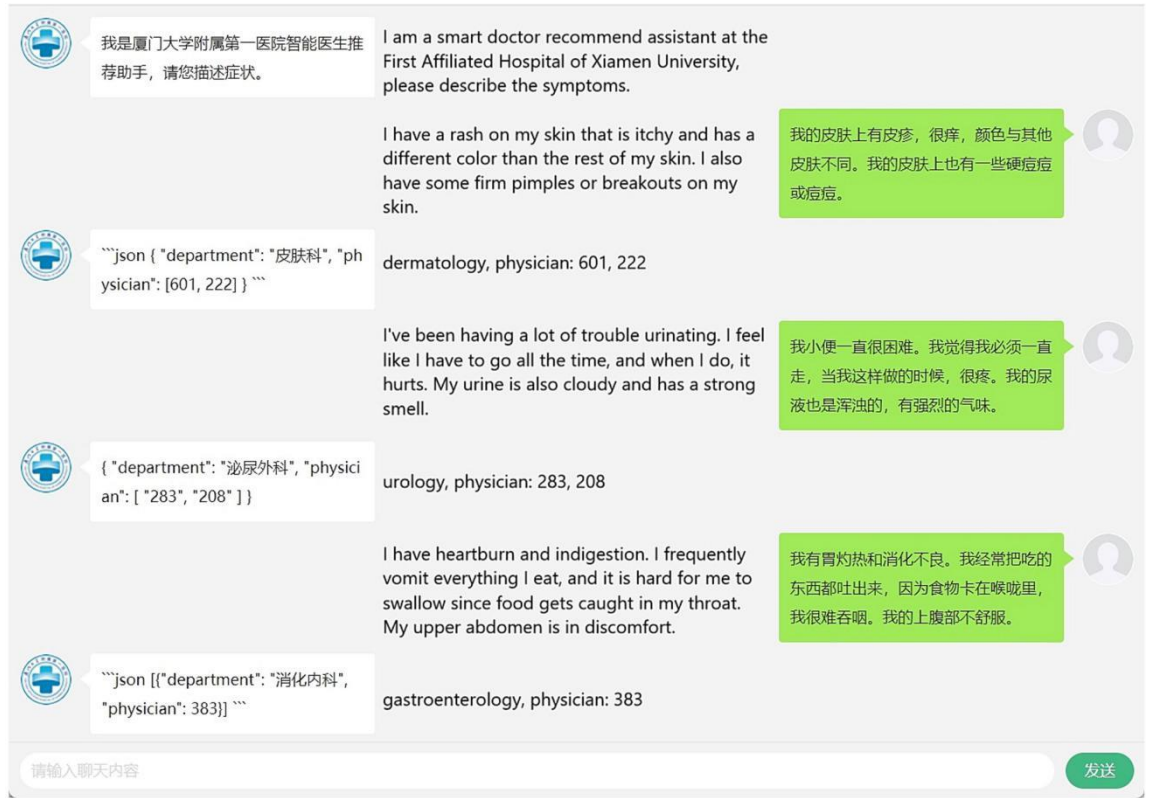 我是厦门大学附属第一医院智能医生推
荐助手，请您描述症状。
I am a smart doctor recommend assistant at the
First Affiliated Hospital of Xiamen University,
please describe the symptoms.
I have a rash on my skin that is itchy and has a
different color than the rest of my skin. I also
have some firm pimples or breakouts on my
skin.
我的皮肤上有皮疹，很痒，颜色与其他
皮肤不同。我的皮肤上也有一些硬痘痘
或痘痘。
```json { "department": "皮肤科", "ph
ysician": [601, 222] } ```
dermatology, physician: 601, 222
I've been having a lot of trouble urinating. I feel
like I have to go all the time, and when I do, it
hurts. My urine is also cloudy and has a strong
smell.
我小便一直很困难。我觉得我必须一直
走，当我这样做的时候，很疼。我的尿
液也是浑浊的，有强烈的气味。
{ "department": "泌尿外科", "physici
an": [ "283", "208" ] }
urology, physician: 283, 208
I have heartburn and indigestion. I frequently
vomit everything I eat, and it is hard for me to
swallow since food gets caught in my throat.
My upper abdomen is in discomfort.
我有胃灼热和消化不良。我经常把吃的
东西都吐出来，因为食物卡在喉咙里，
我很难吞咽。我的上腹部不舒服。
```json [{"department": "消化内科",
"physician": 383}] ```
gastroenterology, physician: 383
请输入聊天内容
发送